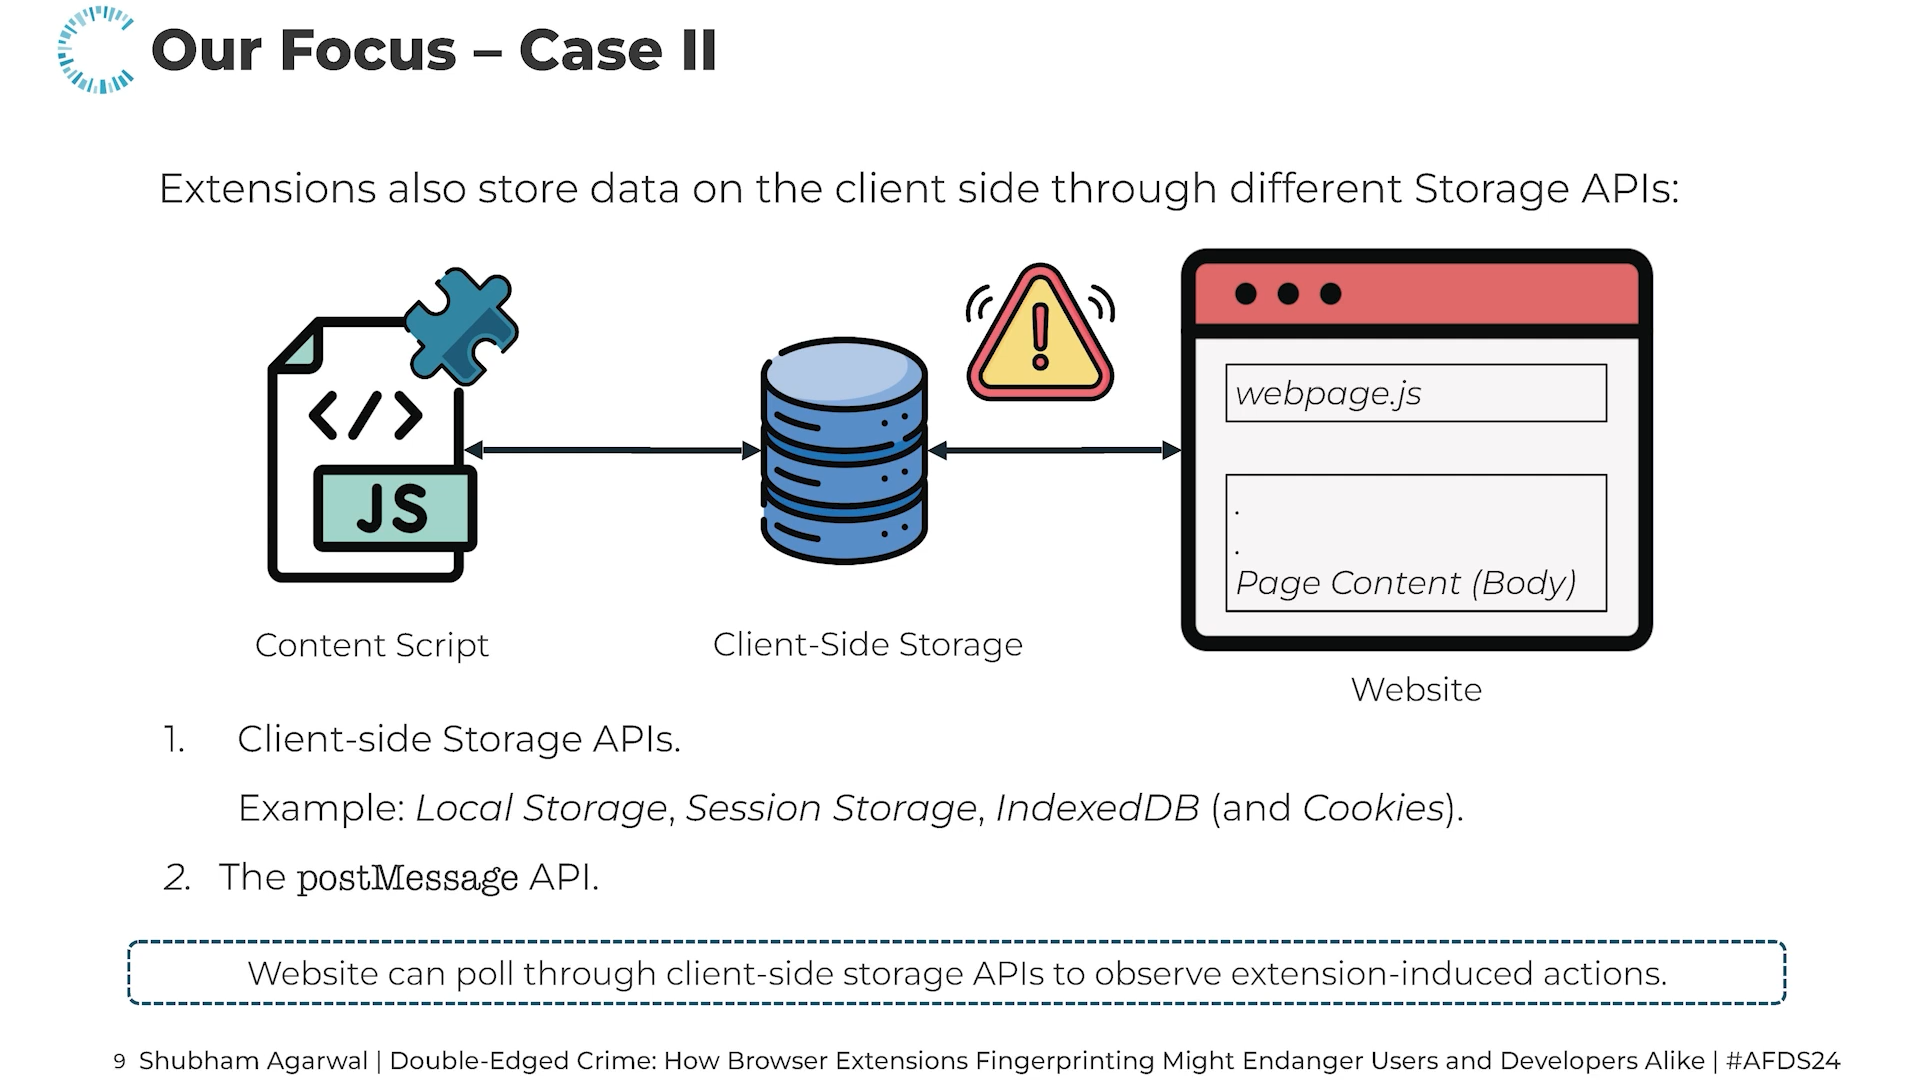 Our Focus – Case II
Extensions also store data on the client side through different Storage APIs:
</>
JS
webpage.js
.
.
Page Content (Body)
Content Script
Client-Side Storage
Website
1. Client-side Storage APIs.
Example: Local Storage, Session Storage, IndexedDB (and Cookies).
2. The postMessage API.
Website can poll through client-side storage APIs to observe extension-induced actions.
9 Shubham Agarwal | Double-Edged Crime: How Browser Extensions Fingerprinting Might Endanger Users and Developers Alike | #AFDS24